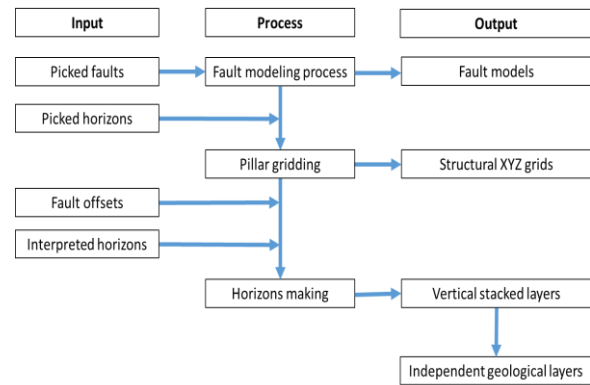 Input
Process
Output
Picked faults
Fault modeling process
Fault models
Picked horizons
Pillar gridding
Structural XYZ grids
Fault offsets
Interpreted horizons
Horizons making
Vertical stacked layers
Independent geological layers